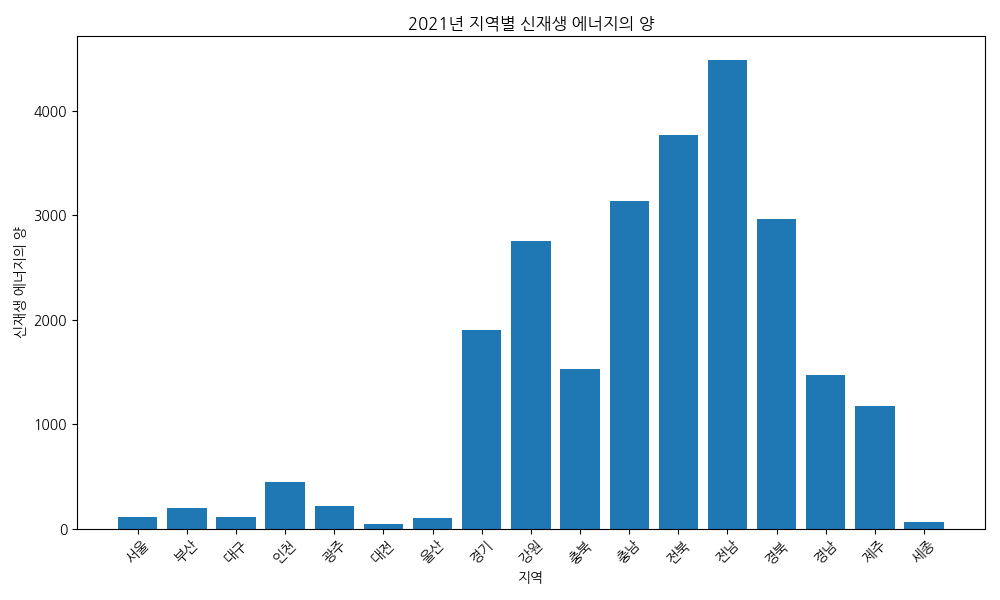 2021년 지역별 신재생 에너지의 양
신재생 에너지의 양
4000
3000
2000
1000
0
서울
부산
대구
인천
광주
대전
울산
경기
강원
충북
충남
전북
전남
경북
경남
제주
세종
지역